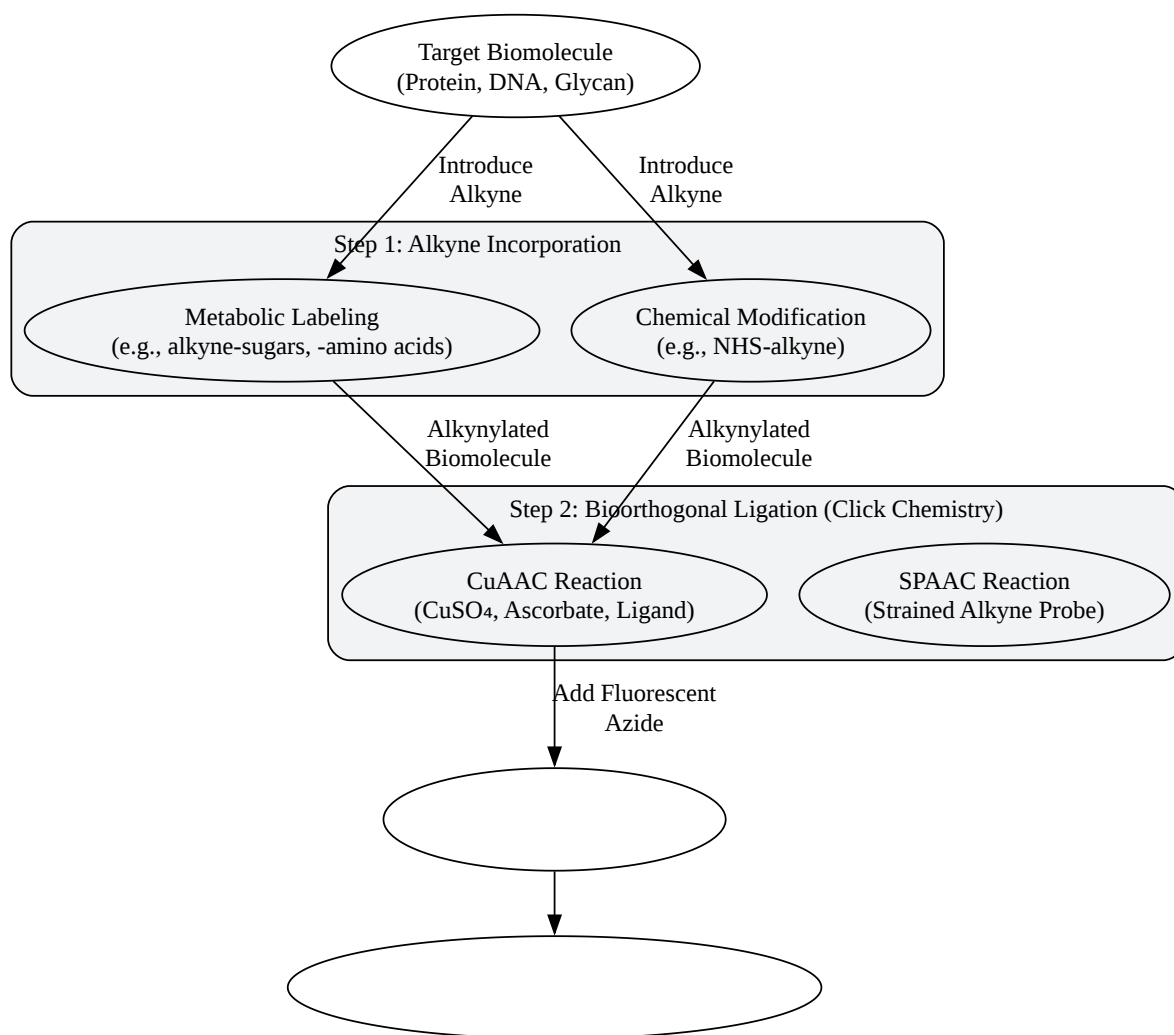 Target Biomolecule
(Protein, DNA, Glycan)
Introduce
Alkyne
Introduce
Alkyne
Step 1: Alkyne Incorporation
Metabolic Labeling
(e.g., alkyne-sugars, -amino acids)
Chemical Modification
(e.g., NHS-alkyne)
Alkynylated
Biomolecule
Alkynylated
Biomolecule
Step 2: Bioorthogonal Ligation (Click Chemistry)
CuAAC Reaction
(CuSO₄, Ascorbate, Ligand)
SPAAC Reaction
(Strained Alkyne Probe)
Add Fluorescent
Azide